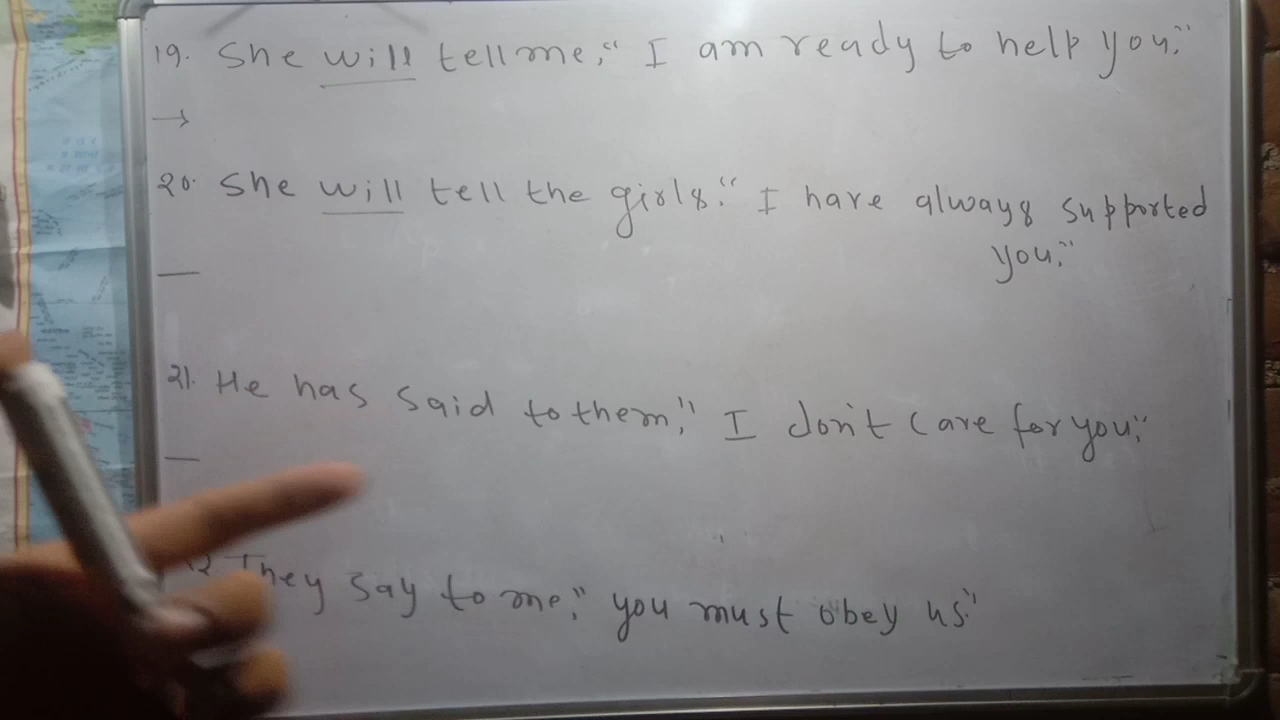 19. She will tell me, "I am ready to help you."
→
20. She will tell the girls. "I have always supported
you."
—
21. He has said to them," I don't care for you."
—
2. They say to me," you must obey us"